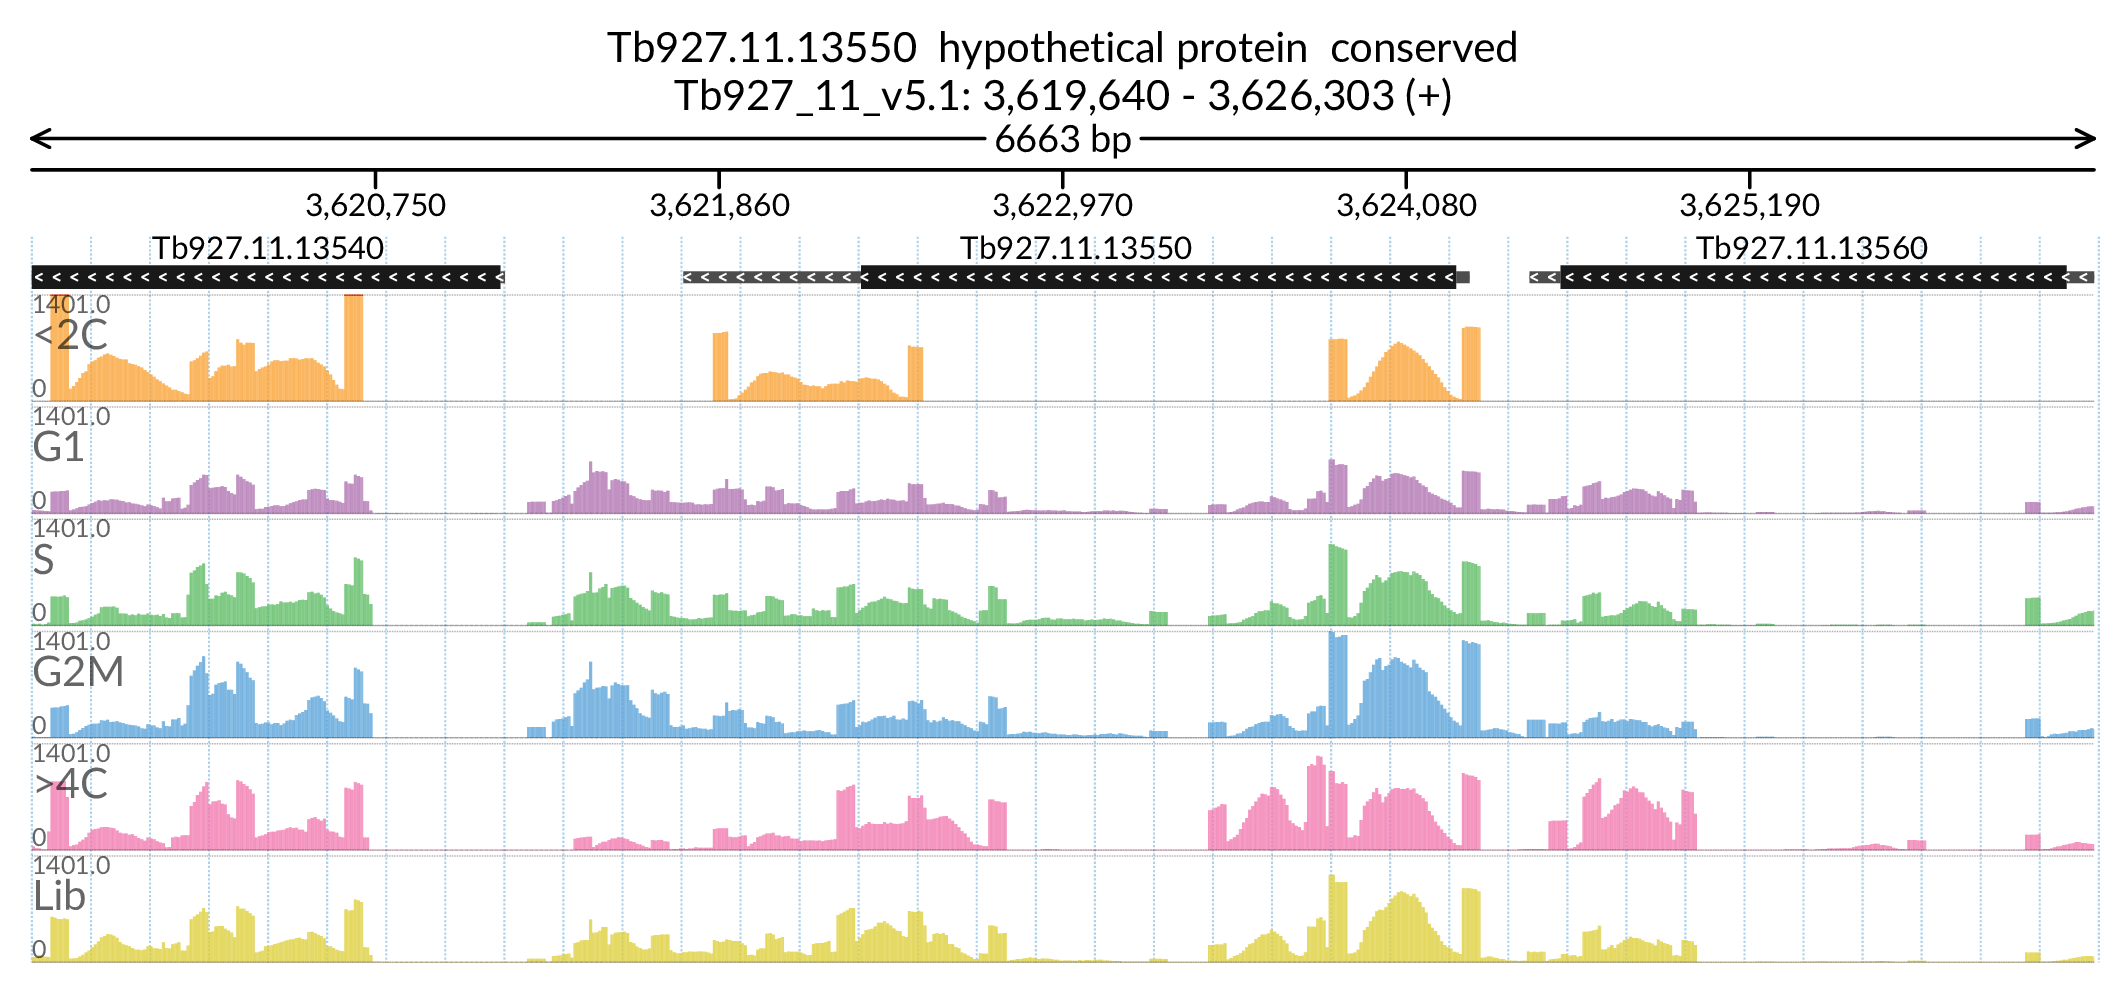 Tb927.11.13550 hypothetical protein conserved
Tb927_11_v5.1: 3,619,640 - 3,626,303 (+)
6663 bp
3,620,750 3,621,860 3,622,970 3,624,080 3,625,190
Tb927.11.13540 Tb927.11.13550 Tb927.11.13560
1401.0
<2C
0
1401.0
G1
0
1401.0
S
0
1401.0
G2M
0
1401.0
>4C
0
1401.0
Lib
0